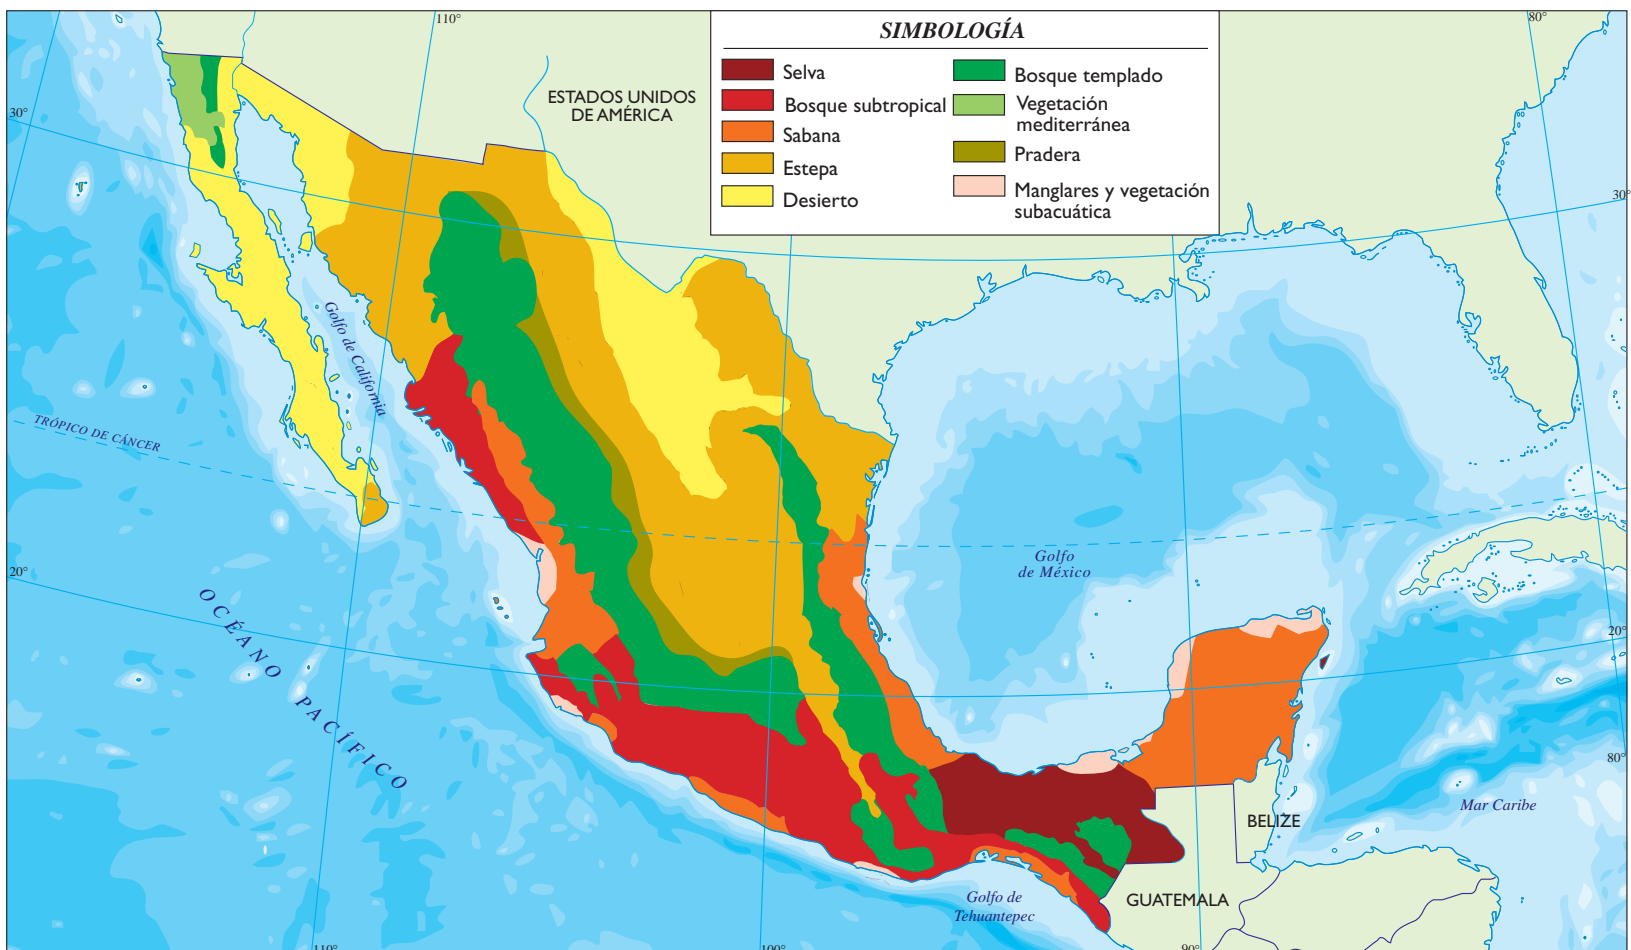 110°
80°
SIMBOLOGÍA
Selva
Bosque subtropical
Sabana
Estepa
Desierto
Bosque templado
Vegetación
mediterránea
Pradera
Manglares y vegetación
subacuática
ESTADOS UNIDOS
DE AMÉRICA
30°
30°
Golfo de California
TRÓPICO DE CÁNCER
Golfo
de México
20°
20°
OCÉANO PACÍFICO
80°
Mar Caribe
BELIZE
GUATEMALA
Golfo de
Tehuantepec
110°
100°
90°